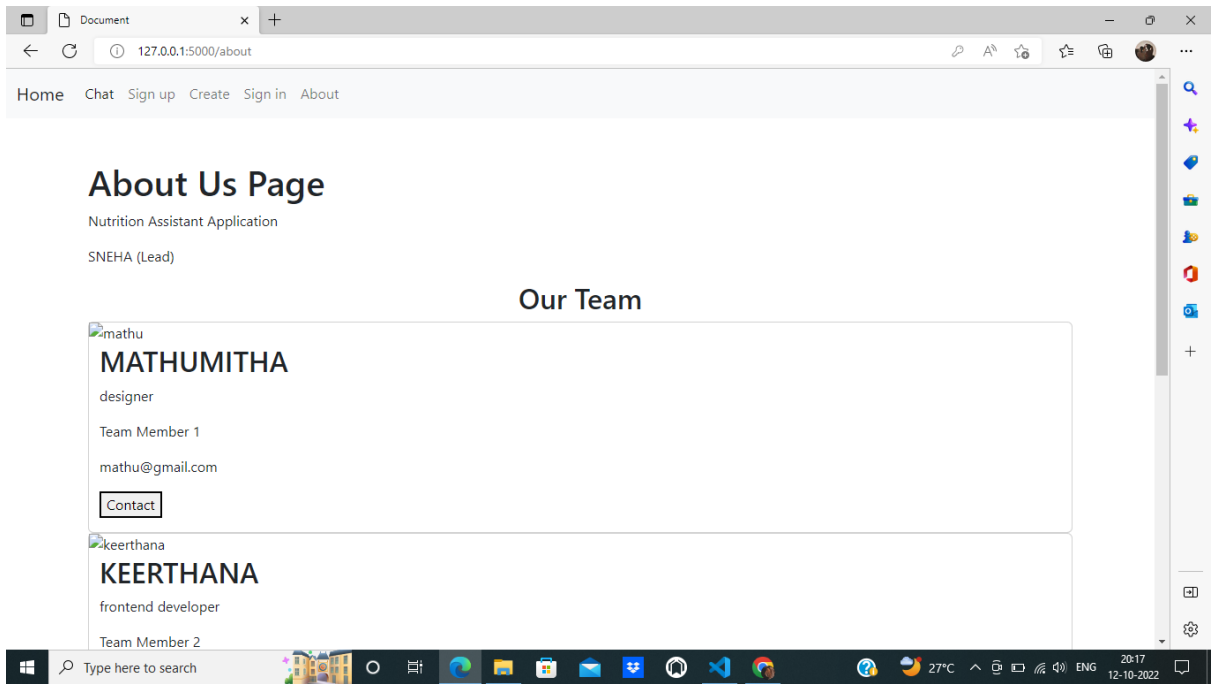 Document
127.0.0.1:5000/about
Home Chat Sign up Create Sign in About
About Us Page
Nutrition Assistant Application
SNEHA (Lead)
Our Team
mathu
MATHUMITHA
designer
Team Member 1
mathu@gmail.com
Contact
keerthana
KEERTHANA
frontend developer
Team Member 2
Type here to search
27°C
ENG
20:17
12-10-2022